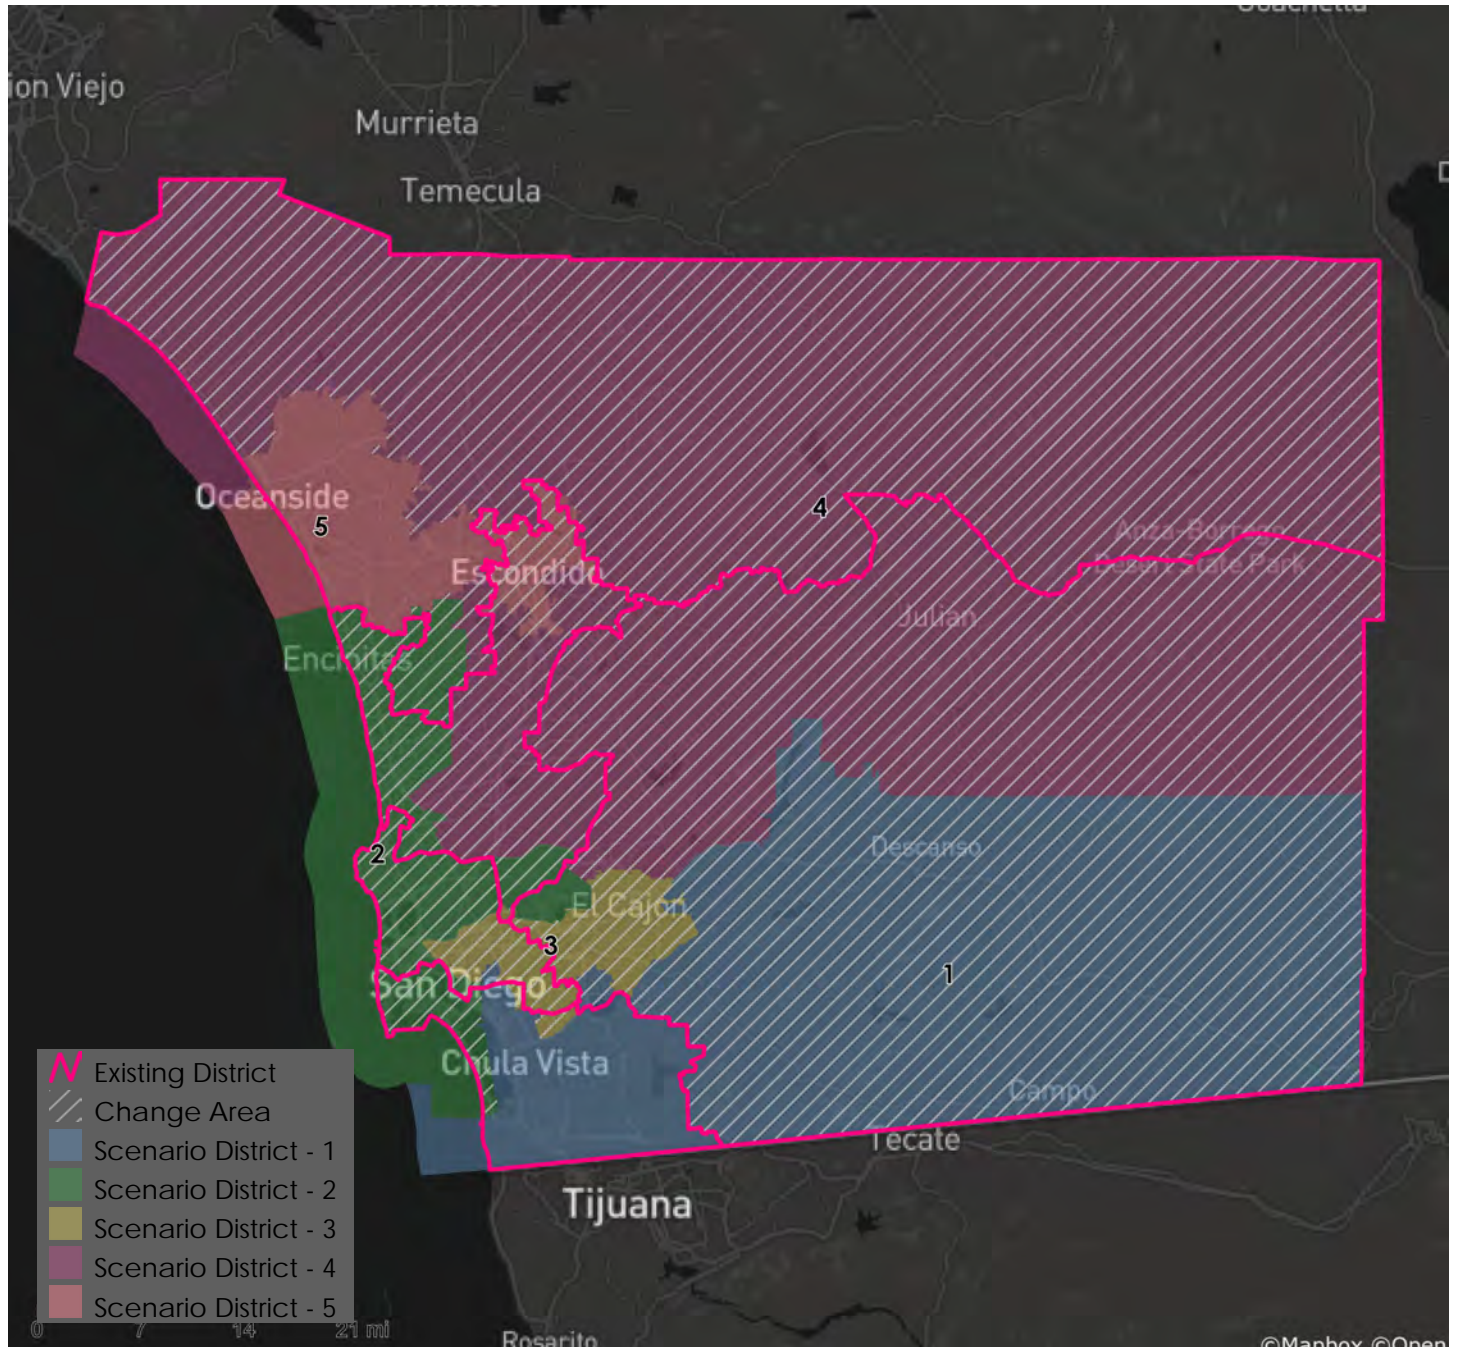 ion Viejo
Murrieta
Temecula
Oceanside
5
4
Anza-Borrego
Desert State Park
Escondido
Julian
Encinitas
Descanso
2
El Cajon
3
1
San Diego
Chula Vista
Campo
Tecate
Tijuana
Existing District
Change Area
Scenario District - 1
Scenario District - 2
Scenario District - 3
Scenario District - 4
Scenario District - 5
0 7 14 21 mi
Rosarito
©Mapbox ©Open